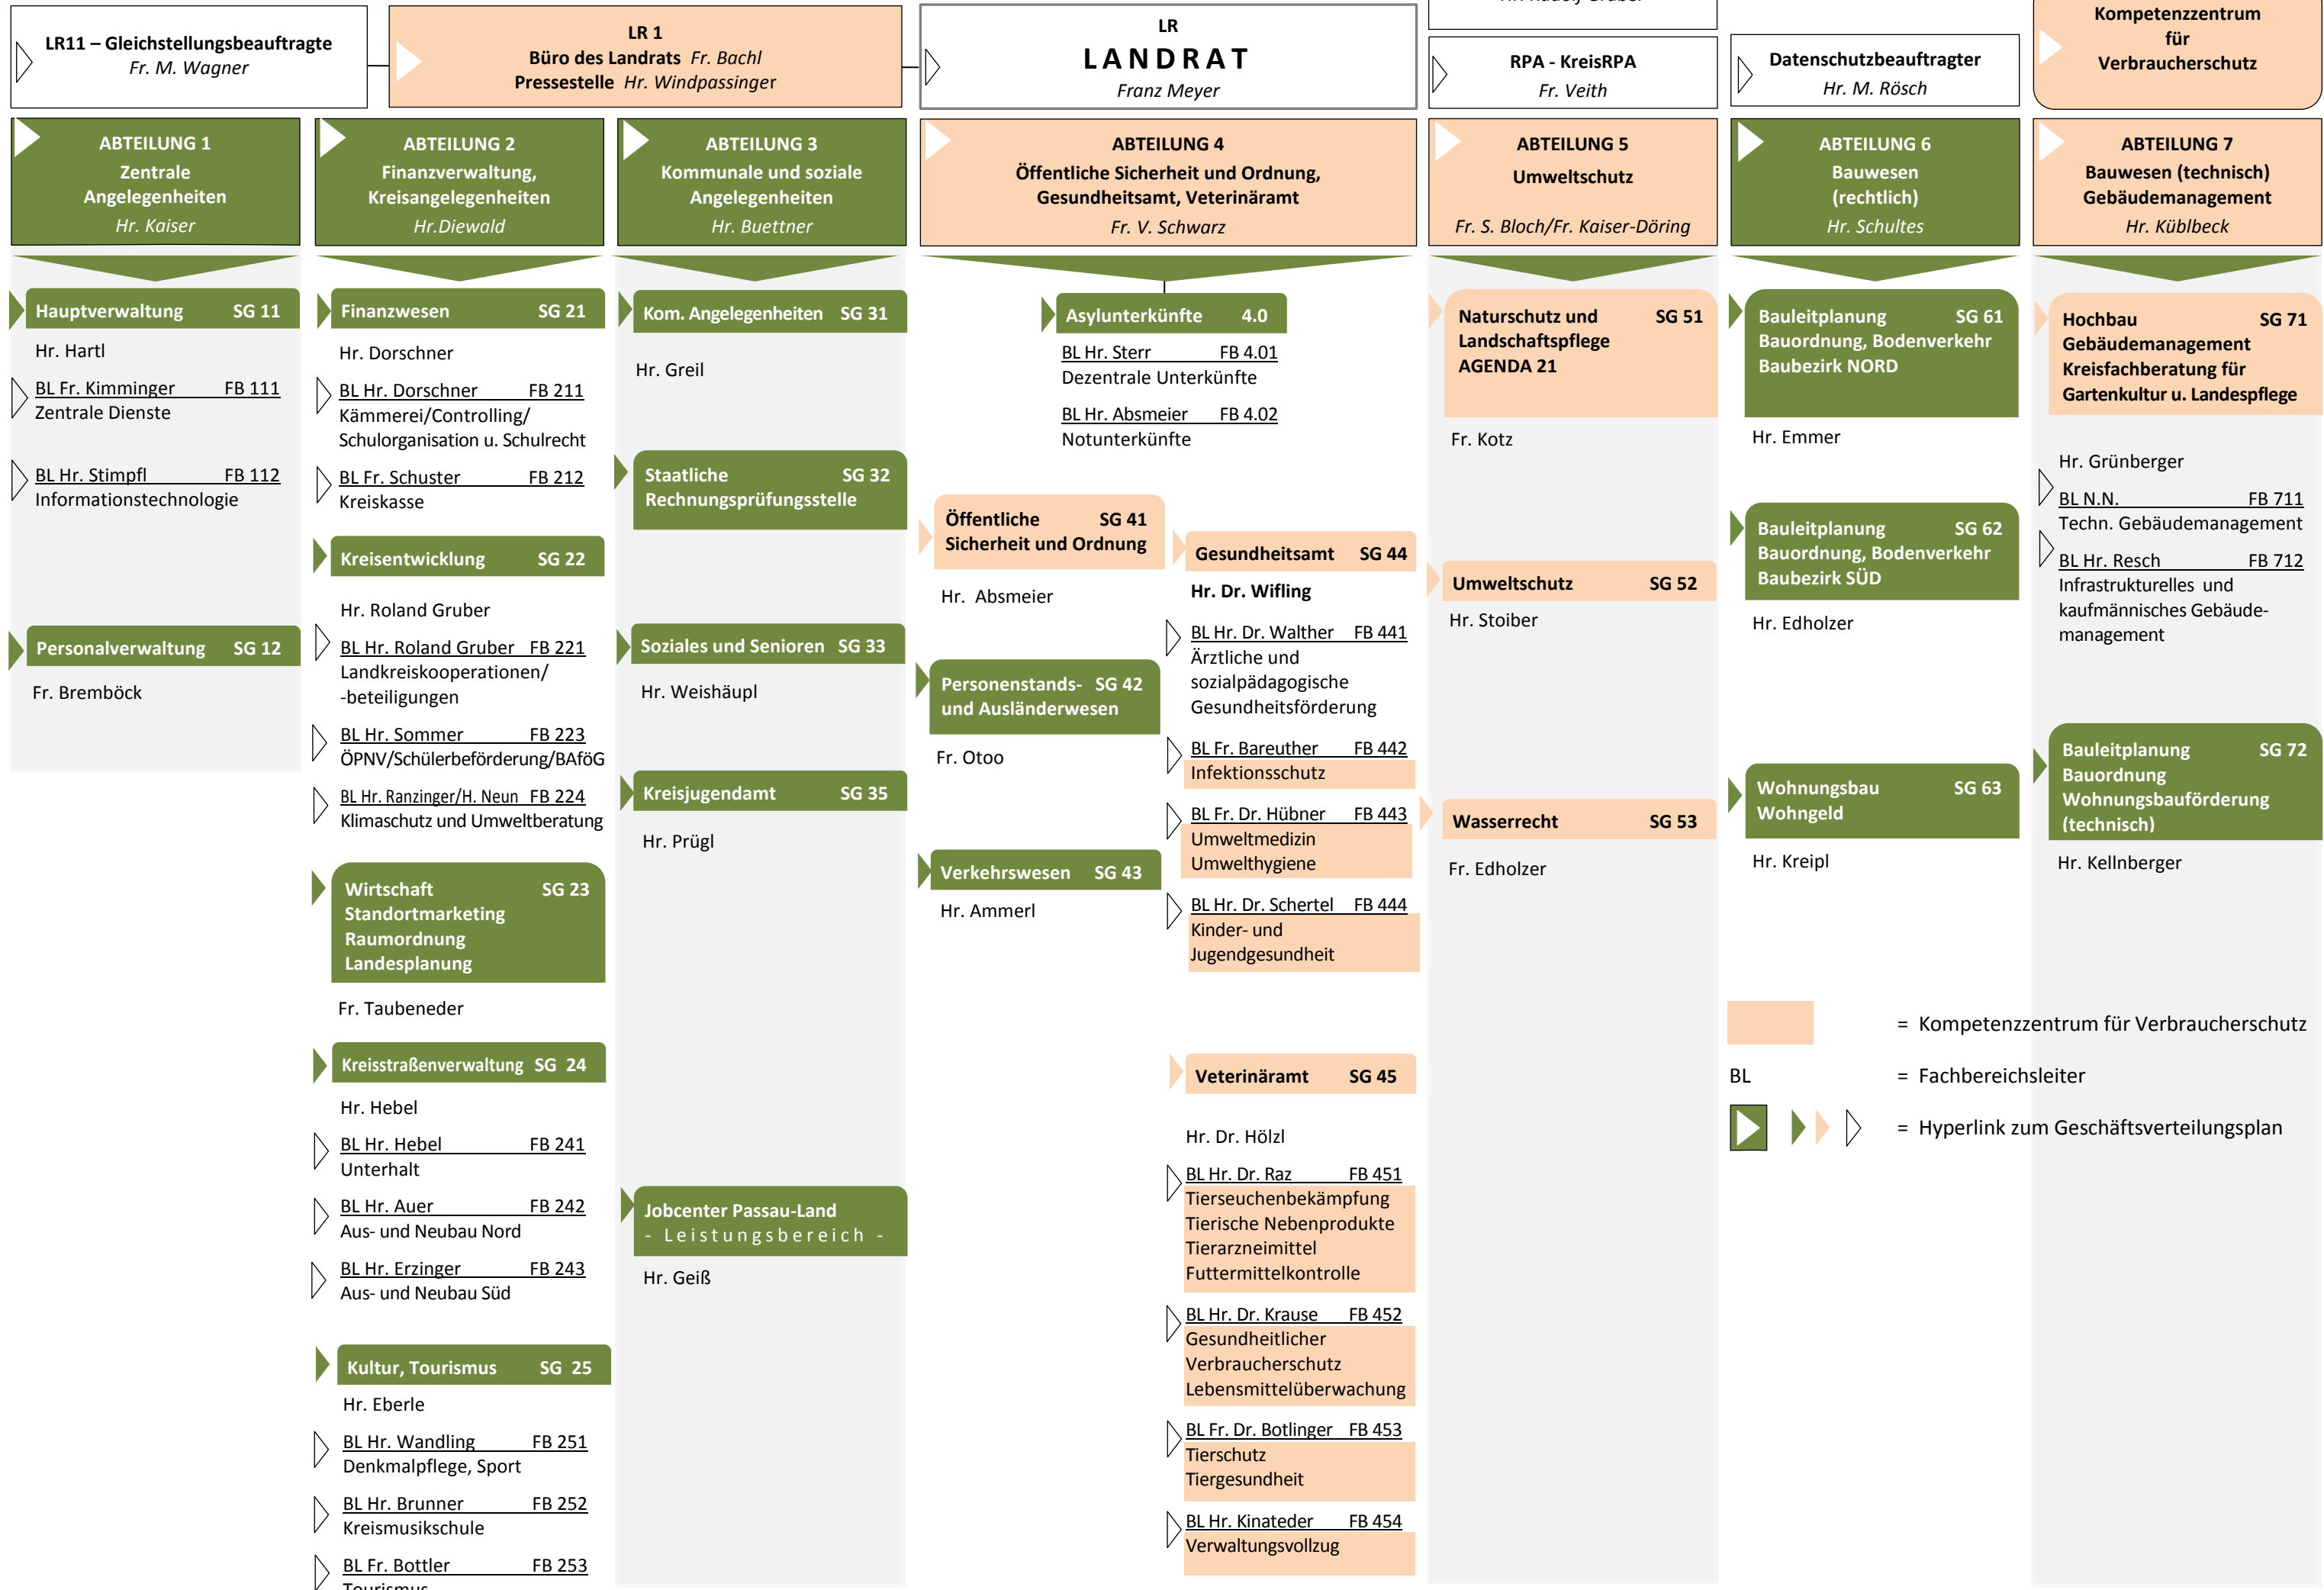 Hr. Rudolf Gruber
LR11 – Gleichstellungsbeauftragte
Fr. M. Wagner
LR 1
Büro des Landrats Fr. Bachl
Pressestelle Hr. Windpassinger
LR
LANDRAT
Franz Meyer
RPA - KreisRPA
Fr. Veith
Datenschutzbeauftragter
Hr. M. Rösch
Kompetenzzentrum
für
Verbraucherschutz
ABTEILUNG 1
Zentrale
Angelegenheiten
Hr. Kaiser
ABTEILUNG 2
Finanzverwaltung,
Kreisangelegenheiten
Hr.Diewald
ABTEILUNG 3
Kommunale und soziale
Angelegenheiten
Hr. Buettner
ABTEILUNG 4
Öffentliche Sicherheit und Ordnung,
Gesundheitsamt, Veterinäramt
Fr. V. Schwarz
ABTEILUNG 5
Umweltschutz
Fr. S. Bloch/Fr. Kaiser-Döring
ABTEILUNG 6
Bauwesen
(rechtlich)
Hr. Schultes
ABTEILUNG 7
Bauwesen (technisch)
Gebäudemanagement
Hr. Küblbeck
Hauptverwaltung SG 11
Hr. Hartl
BL Fr. Kimminger FB 111
Zentrale Dienste
BL Hr. Stimpfl FB 112
Informationstechnologie
Personalverwaltung SG 12
Fr. Bremböck
Finanzwesen SG 21
Hr. Dorschner
BL Hr. Dorschner FB 211
Kämmerei/Controlling/
Schulorganisation u. Schulrecht
BL Fr. Schuster FB 212
Kreiskasse
Kreisentwicklung SG 22
Hr. Roland Gruber
BL Hr. Roland Gruber FB 221
Landkreiskooperationen/
-beteiligungen
BL Hr. Sommer FB 223
ÖPNV/Schülerbeförderung/BAföG
BL Hr. Ranzinger/H. Neun FB 224
Klimaschutz und Umweltberatung
Wirtschaft SG 23
Standortmarketing
Raumordnung
Landesplanung
Fr. Taubeneder
Kreisstraßenverwaltung SG 24
Hr. Hebel
BL Hr. Hebel FB 241
Unterhalt
BL Hr. Auer FB 242
Aus- und Neubau Nord
BL Hr. Erzinger FB 243
Aus- und Neubau Süd
Kultur, Tourismus SG 25
Hr. Eberle
BL Hr. Wandling FB 251
Denkmalpflege, Sport
BL Hr. Brunner FB 252
Kreismusikschule
BL Fr. Bottler FB 253
Tourismus
Kom. Angelegenheiten SG 31
Hr. Greil
Staatliche SG 32
Rechnungsprüfungsstelle
Soziales und Senioren SG 33
Hr. Weishäupl
Kreisjugendamt SG 35
Hr. Prügl
Jobcenter Passau-Land
- Leistungsbereich -
Hr. Geiß
Asylunterkünfte 4.0
BL Hr. Sterr FB 4.01
Dezentrale Unterkünfte
BL Hr. Absmeier FB 4.02
Notunterkünfte
Öffentliche SG 41
Sicherheit und Ordnung
Hr. Absmeier
Personenstands- SG 42
und Ausländerwesen
Fr. Otoo
Verkehrswesen SG 43
Hr. Ammerl
Gesundheitsamt SG 44
Hr. Dr. Wifling
BL Hr. Dr. Walther FB 441
Ärztliche und
sozialpädagogische
Gesundheitsförderung
BL Fr. Bareuther FB 442
Infektionsschutz
BL Fr. Dr. Hübner FB 443
Umweltmedizin
Umwelthygiene
BL Hr. Dr. Schertel FB 444
Kinder- und
Jugendgesundheit
Veterinäramt SG 45
Hr. Dr. Hölzl
BL Hr. Dr. Raz FB 451
Tierseuchenbekämpfung
Tierische Nebenprodukte
Tierarzneimittel
Futtermittelkontrolle
BL Hr. Dr. Krause FB 452
Gesundheitlicher
Verbraucherschutz
Lebensmittelüberwachung
BL Fr. Dr. Botlinger FB 453
Tierschutz
Tiergesundheit
BL Hr. Kinateder FB 454
Verwaltungsvollzug
Naturschutz und SG 51
Landschaftspflege
AGENDA 21
Fr. Kotz
Umweltschutz SG 52
Hr. Stoiber
Wasserrecht SG 53
Fr. Edholzer
Bauleitplanung SG 61
Bauordnung, Bodenverkehr
Baubezirk NORD
Hr. Emmer
Bauleitplanung SG 62
Bauordnung, Bodenverkehr
Baubezirk SÜD
Hr. Edholzer
Wohnungsbau SG 63
Wohngeld
Hr. Kreipl
Hochbau SG 71
Gebäudemanagement
Kreisfachberatung für
Gartenkultur u. Landespflege
Hr. Grünberger
BL N.N. FB 711
Techn. Gebäudemanagement
BL Hr. Resch FB 712
Infrastrukturelles und
kaufmännisches Gebäude-
management
Bauleitplanung SG 72
Bauordnung
Wohnungsbauförderung
(technisch)
Hr. Kellnberger
= Kompetenzzentrum für Verbraucherschutz
BL = Fachbereichsleiter
= Hyperlink zum Geschäftsverteilungsplan